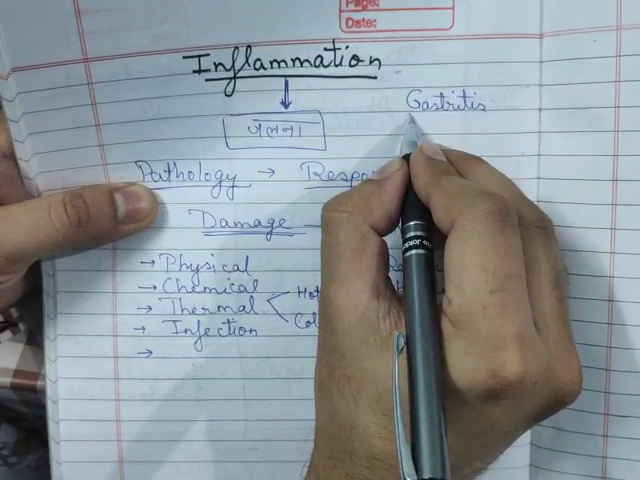 Page:
Date:
Inflammation
Gastritis
जलना
Pathology →
Damage
→ Physical
→ Chemical
→ Thermal
→ Infection
→